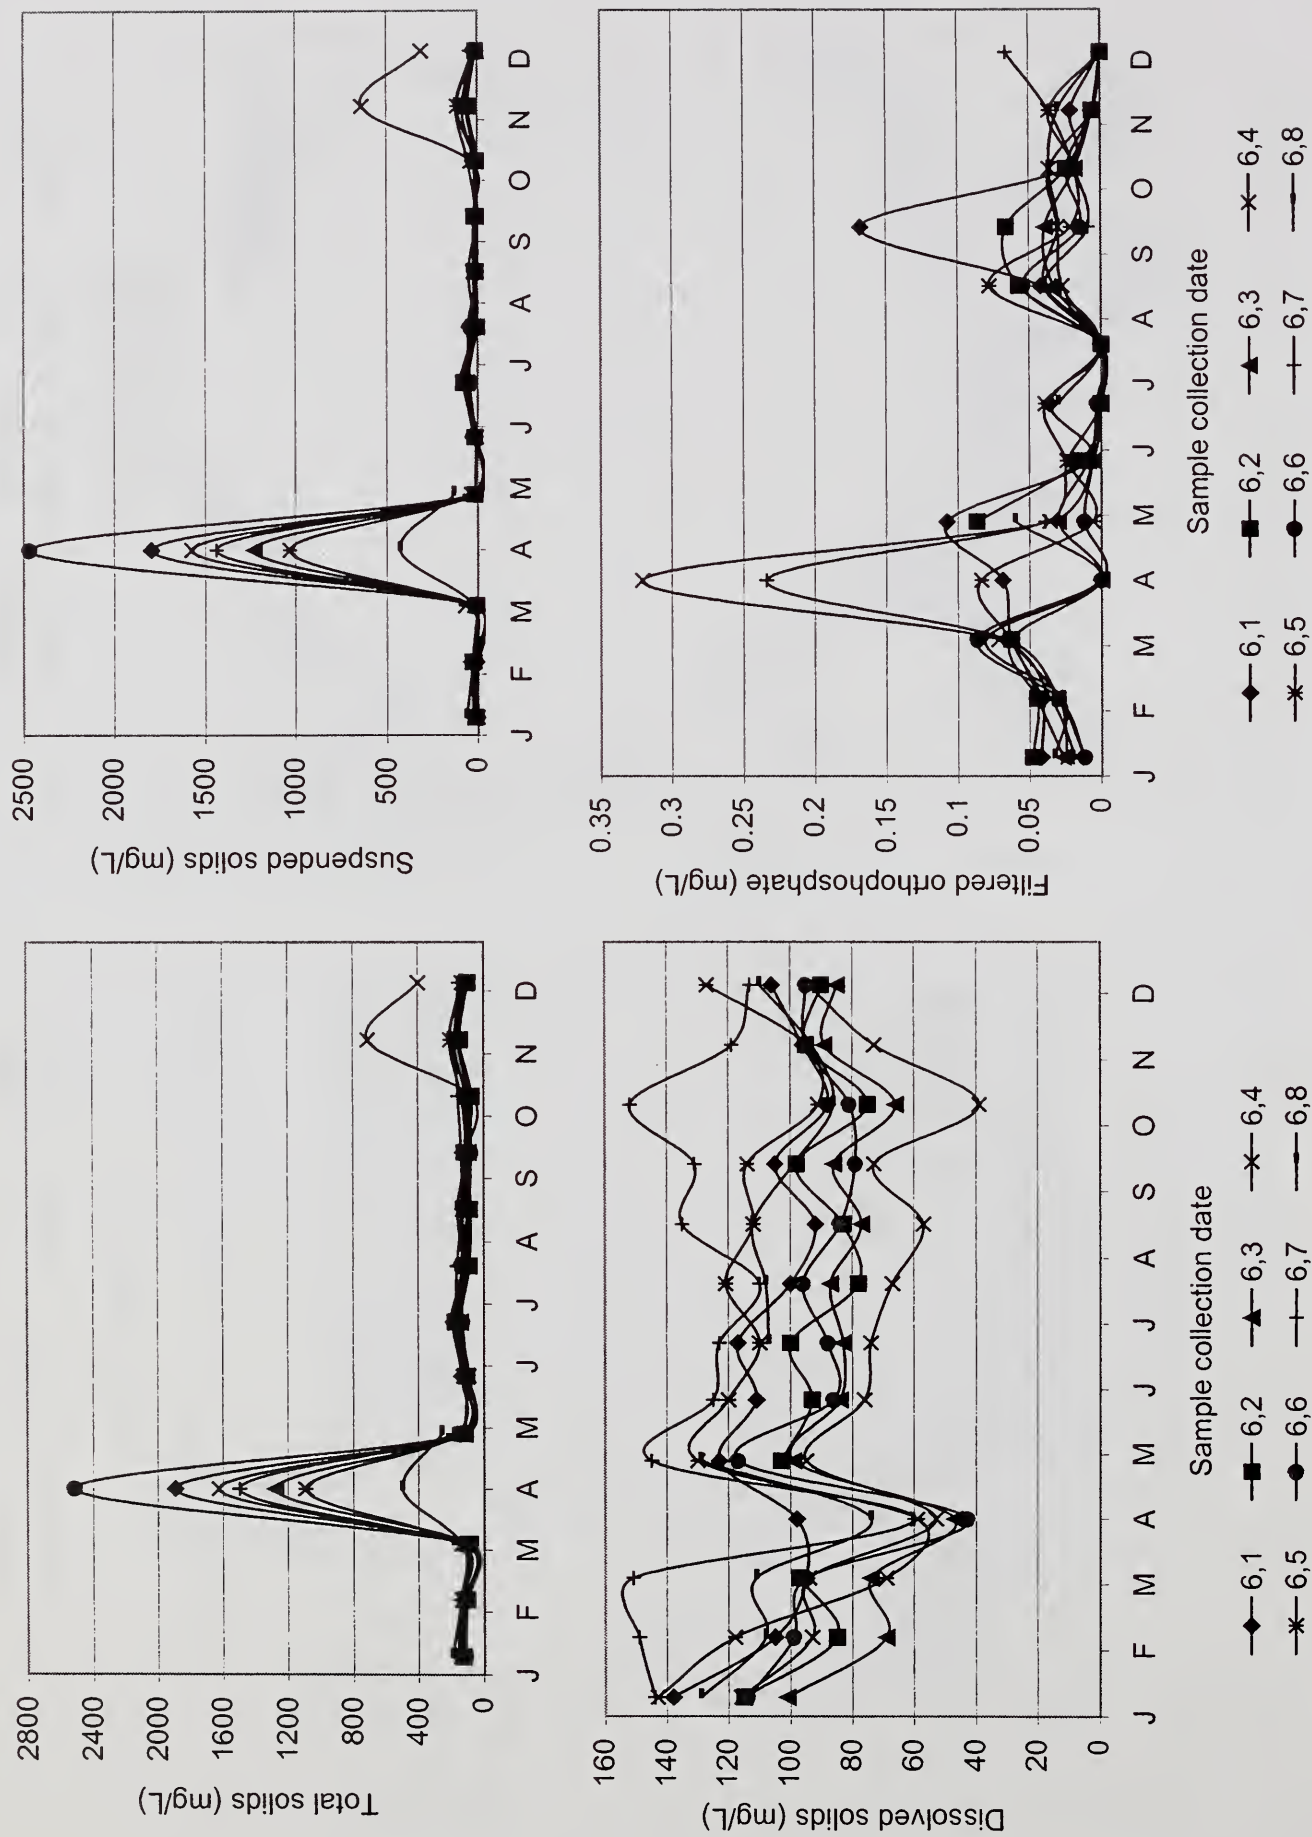 Total solids (mg/L)
2800
2400
2000
1600
1200
800
400
0
J F M A M J J A S O N D
Suspended solids (mg/L)
2500
2000
1500
1000
500
0
J F M A M J J A S O N D
Dissolved solids (mg/L)
160
140
120
100
80
60
40
20
0
J F M A M J J A S O N D
Sample collection date
6,1 6,2 6,3 6,4
6,5 6,6 6,7 6,8
Filtered orthophosphate (mg/L)
0.35
0.3
0.25
0.2
0.15
0.1
0.05
0
J F M A M J J A S O N D
Sample collection date
6,1 6,2 6,3 6,4
6,5 6,6 6,7 6,8